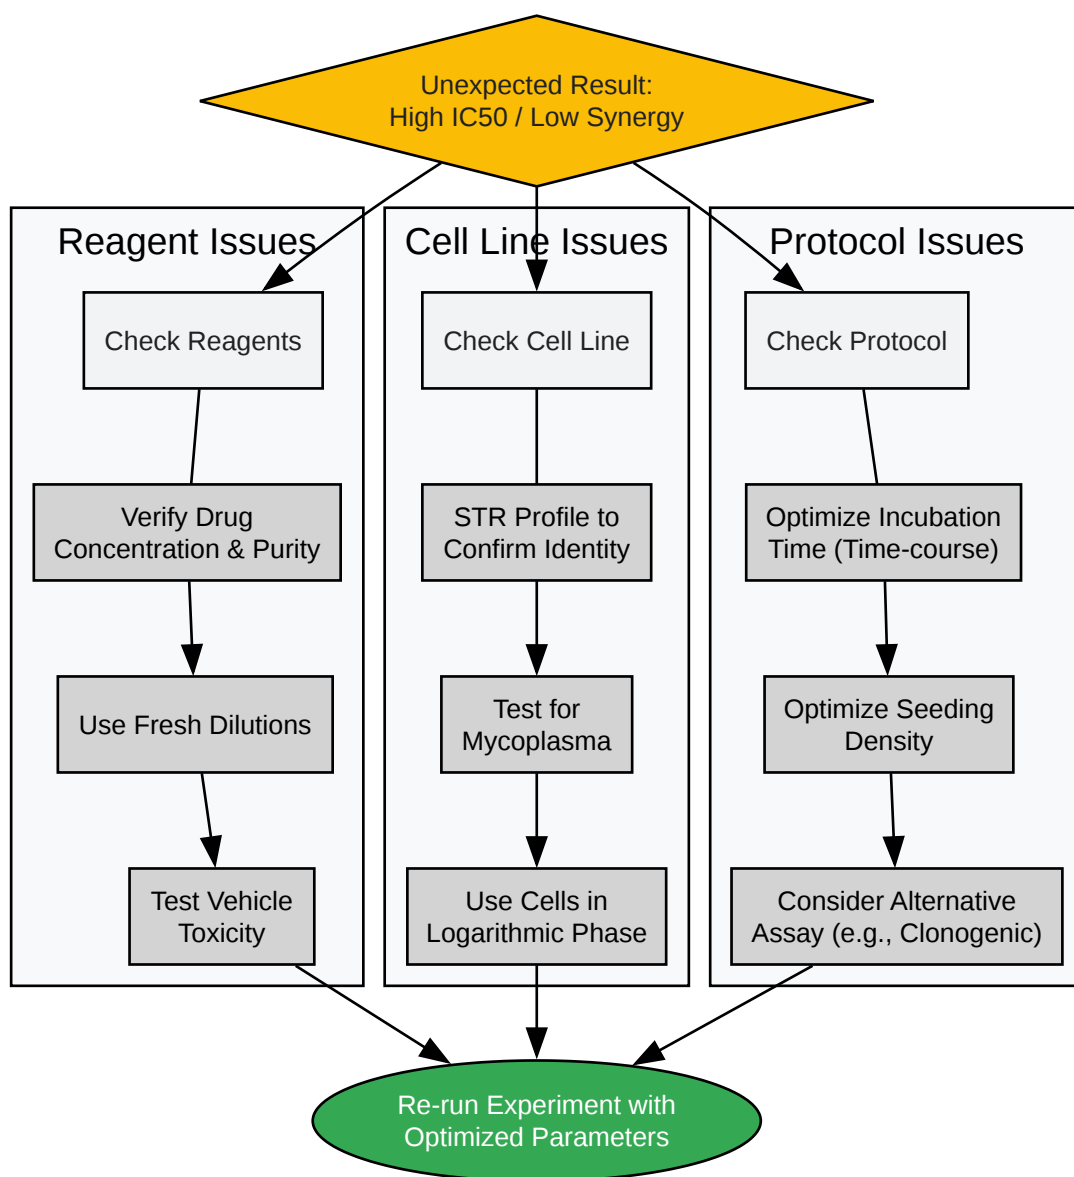 Unexpected Result:
High IC50 / Low Synergy
Reagent Issues
Check Reagents
Verify Drug
Concentration & Purity
Use Fresh Dilutions
Test Vehicle
Toxicity
Cell Line Issues
Check Cell Line
STR Profile to
Confirm Identity
Test for
Mycoplasma
Use Cells in
Logarithmic Phase
Protocol Issues
Check Protocol
Optimize Incubation
Time (Time-course)
Optimize Seeding
Density
Consider Alternative
Assay (e.g., Clonogenic)
Re-run Experiment with
Optimized Parameters